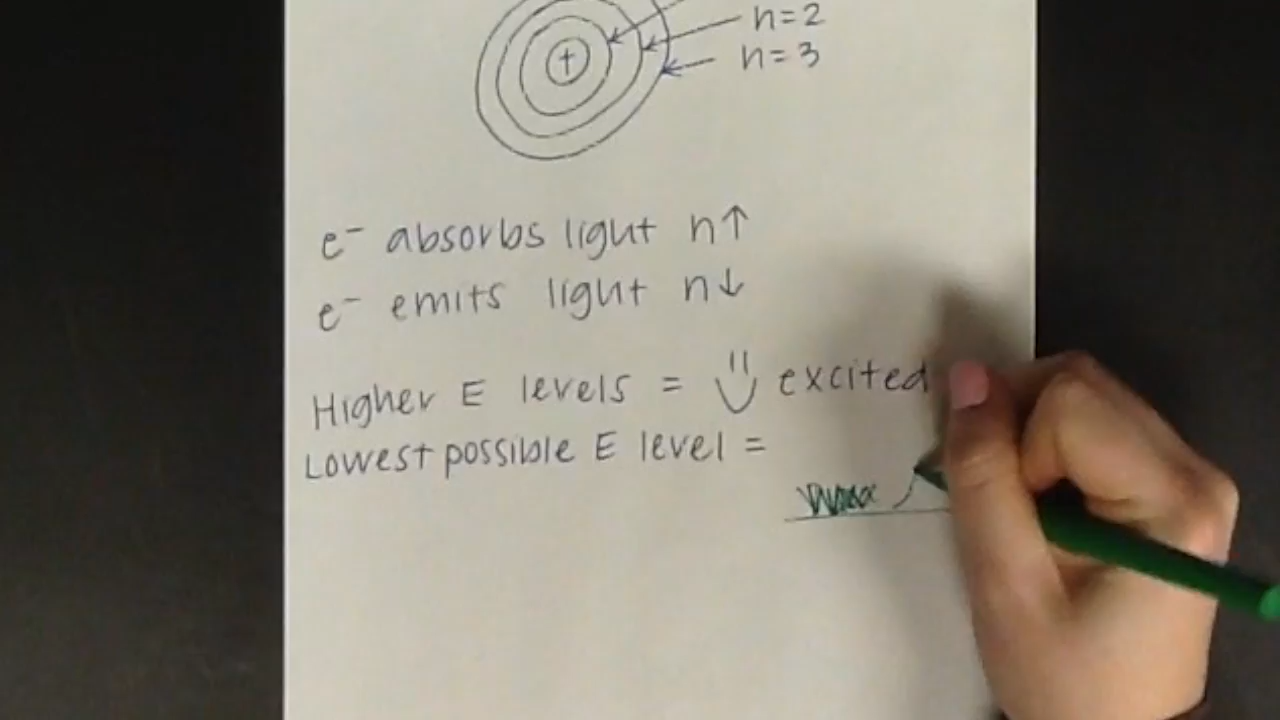 n=2
n=3
+
e⁻ absorbs light n↑
e⁻ emits light n↓
Higher E levels = excited
Lowest possible E level =